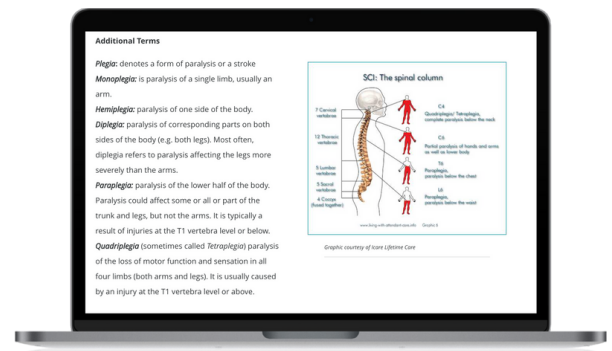 Additional Terms
Plegia: denotes a form of paralysis or a stroke
Monoplegia: is paralysis of a single limb, usually an
arm.
Hemiplegia: paralysis of one side of the body.
Diplegia: paralysis of corresponding parts on both
sides of the body (e.g. both legs). Most often,
diplegia refers to paralysis affecting the legs more
severely than the arms.
Paraplegia: paralysis of the lower half of the body.
Paralysis could affect some or all or part of the
trunk and legs, but not the arms. It is typically a
result of injuries at the T1 vertebra level or below.
Quadriplegia (sometimes called Tetraplegia) paralysis
of the loss of motor function and sensation in all
four limbs (both arms and legs). It is usually caused
by an injury at the T1 vertebra level or above.
SCI: The spinal column
7 Cervical
vertebrae
12 Thoracic
vertebrae
5 Lumbar
vertebrae
5 Sacral
vertebrae
4 Coccyx
(fused together)
C4
Quadriplegia/ Tetraplegia,
complete paralysis below the neck
C6
Partial paralysis of hands and arms
as well as lower body
T6
Paraplegia,
paralysis below the chest
L1
Paraplegia,
paralysis below the waist
Graphic courtesy of Icare Lifetime Care